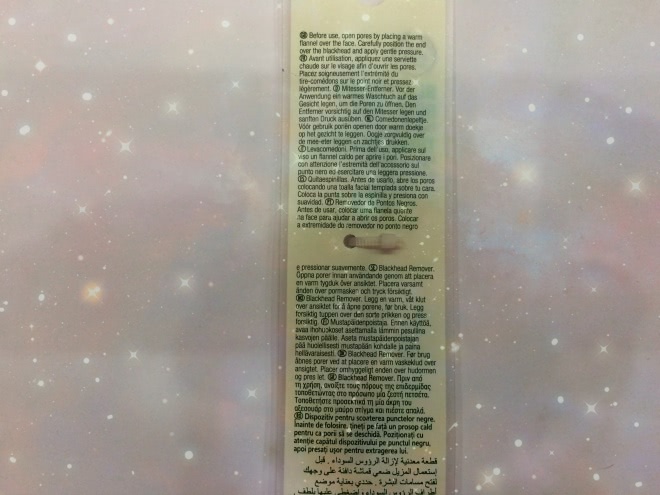 GB Before use, open pores by placing a warm
flannel over the face. Carefully position the end
over the blackhead and apply gentle pressure.
Avant utilisation, appliquez une serviette
chaude sur le visage afin d'ouvrir les pores.
Placez soigneusement l'extrémité du
tire-comédons sur le point noir et pressez
légèrement. D Mitesser-Entferner. Vor der
Anwendung ein warmes Waschtuch auf das
Gesicht legen, um die Poren zu öffnen. Den
Entferner vorsichtig auf den Mitesser legen und
sanften Druck ausüben. Comedonenlepeltje.
Vóór gebruik poriën openen door warm doekje
op het gezicht te leggen. Oogje zorgvuldig over
de mee-eter leggen en zachtjes drukken.
Levacomedoni. Prima dell'uso, applicare sul
viso un flannel caldo per aprire i pori. Posizionare
con attenzione l'estremità dell'accessorio sul
punto nero ed esercitare una leggera pressione.
Quitaespinillas. Antes de usarlo, abre los poros
colocando una toalla facial templada sobre tu cara.
Coloca la punta sobre la espinilla y presiona con
suavidad. Removedor de Pontos Negros.
Antes de usar, colocar uma flanela quente
na face para ajudar a abrir os poros. Colocar
a extremidade do removedor no ponto negro
e pressionar suavemente. S Blackhead Remover.
Öppna porer innan användande genom att placera
en varm tygduk över ansiktet. Placera varsamt
änden över pormasken och tryck försiktigt.
Blackhead Remover. Legg en varm, våt klut
over ansiktet for å åpne porene, før bruk. Legg
forsiktig tuppen over den sorte prikken og press
forsiktig. Mustapäidenpoistaja. Ennen käyttöä,
avaa ihohuokoset asettamalla lämmin pesuliina
kasvojen päälle. Aseta mustapäidenpoistajan
pää huolellisesti mustapään kohdalle ja paina
hellävaraisesti. Blackhead Remover. Før brug
åbnes porer ved at placere en varm vaskeklud over
ansigtet. Placer omhyggeligt enden over hudormen
og pres let. Blackhead Remover. Πριν από
τη χρήση, ανοίξτε τους πόρους της επιδερμίδας
τοποθετώντας στο πρόσωπο μία ζεστή πετσέτα.
Τοποθετήστε προσεκτικά τη μία άκρη του
αξεσουάρ στο μαύρο στίγμα και πιέστε απαλά.
Dispozitiv pentru scoaterea punctelor negre.
Înainte de folosire, țineți pe față un prosop cald
pentru ca porii să se deschidă. Poziționați cu
atenție capătul dispozitivului pe punctul negru,
apoi presați ușor pentru extragerea lui.
قطعة معدنية لإزالة الرؤوس السوداء . قبل
إستعمال المزيل ضعي قماشة دافئة على وجهك
لفتح مسامات البشرة . حددي بعناية موضع
أطراف الرؤوس السوداء واضغطي عليها بلطف .